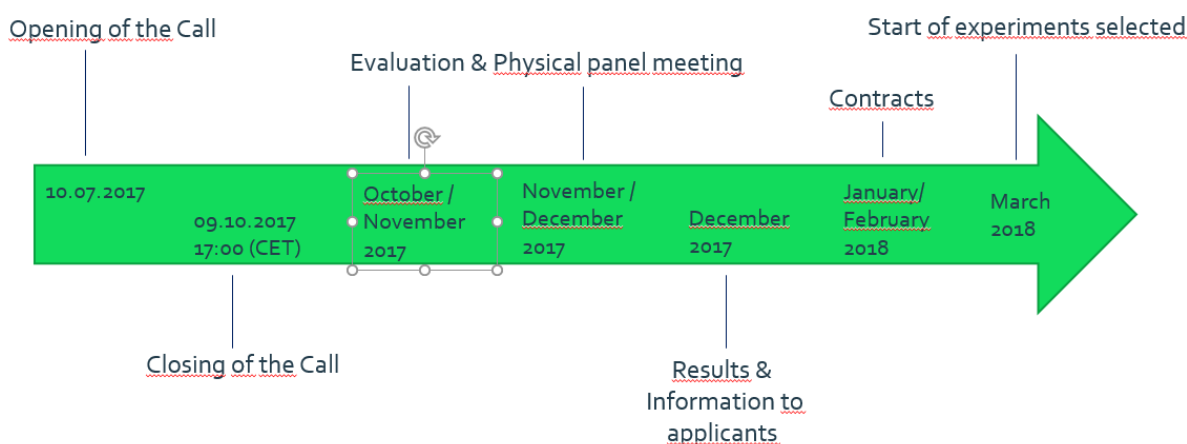 Opening of the Call
Start of experiments selected
Evaluation & Physical panel meeting
Contracts
10.07.2017
09.10.2017
17:00 (CET)
October /
November
2017
November /
December
2017
December
2017
January/
February
2018
March
2018
Closing of the Call
Results &
Information to
applicants